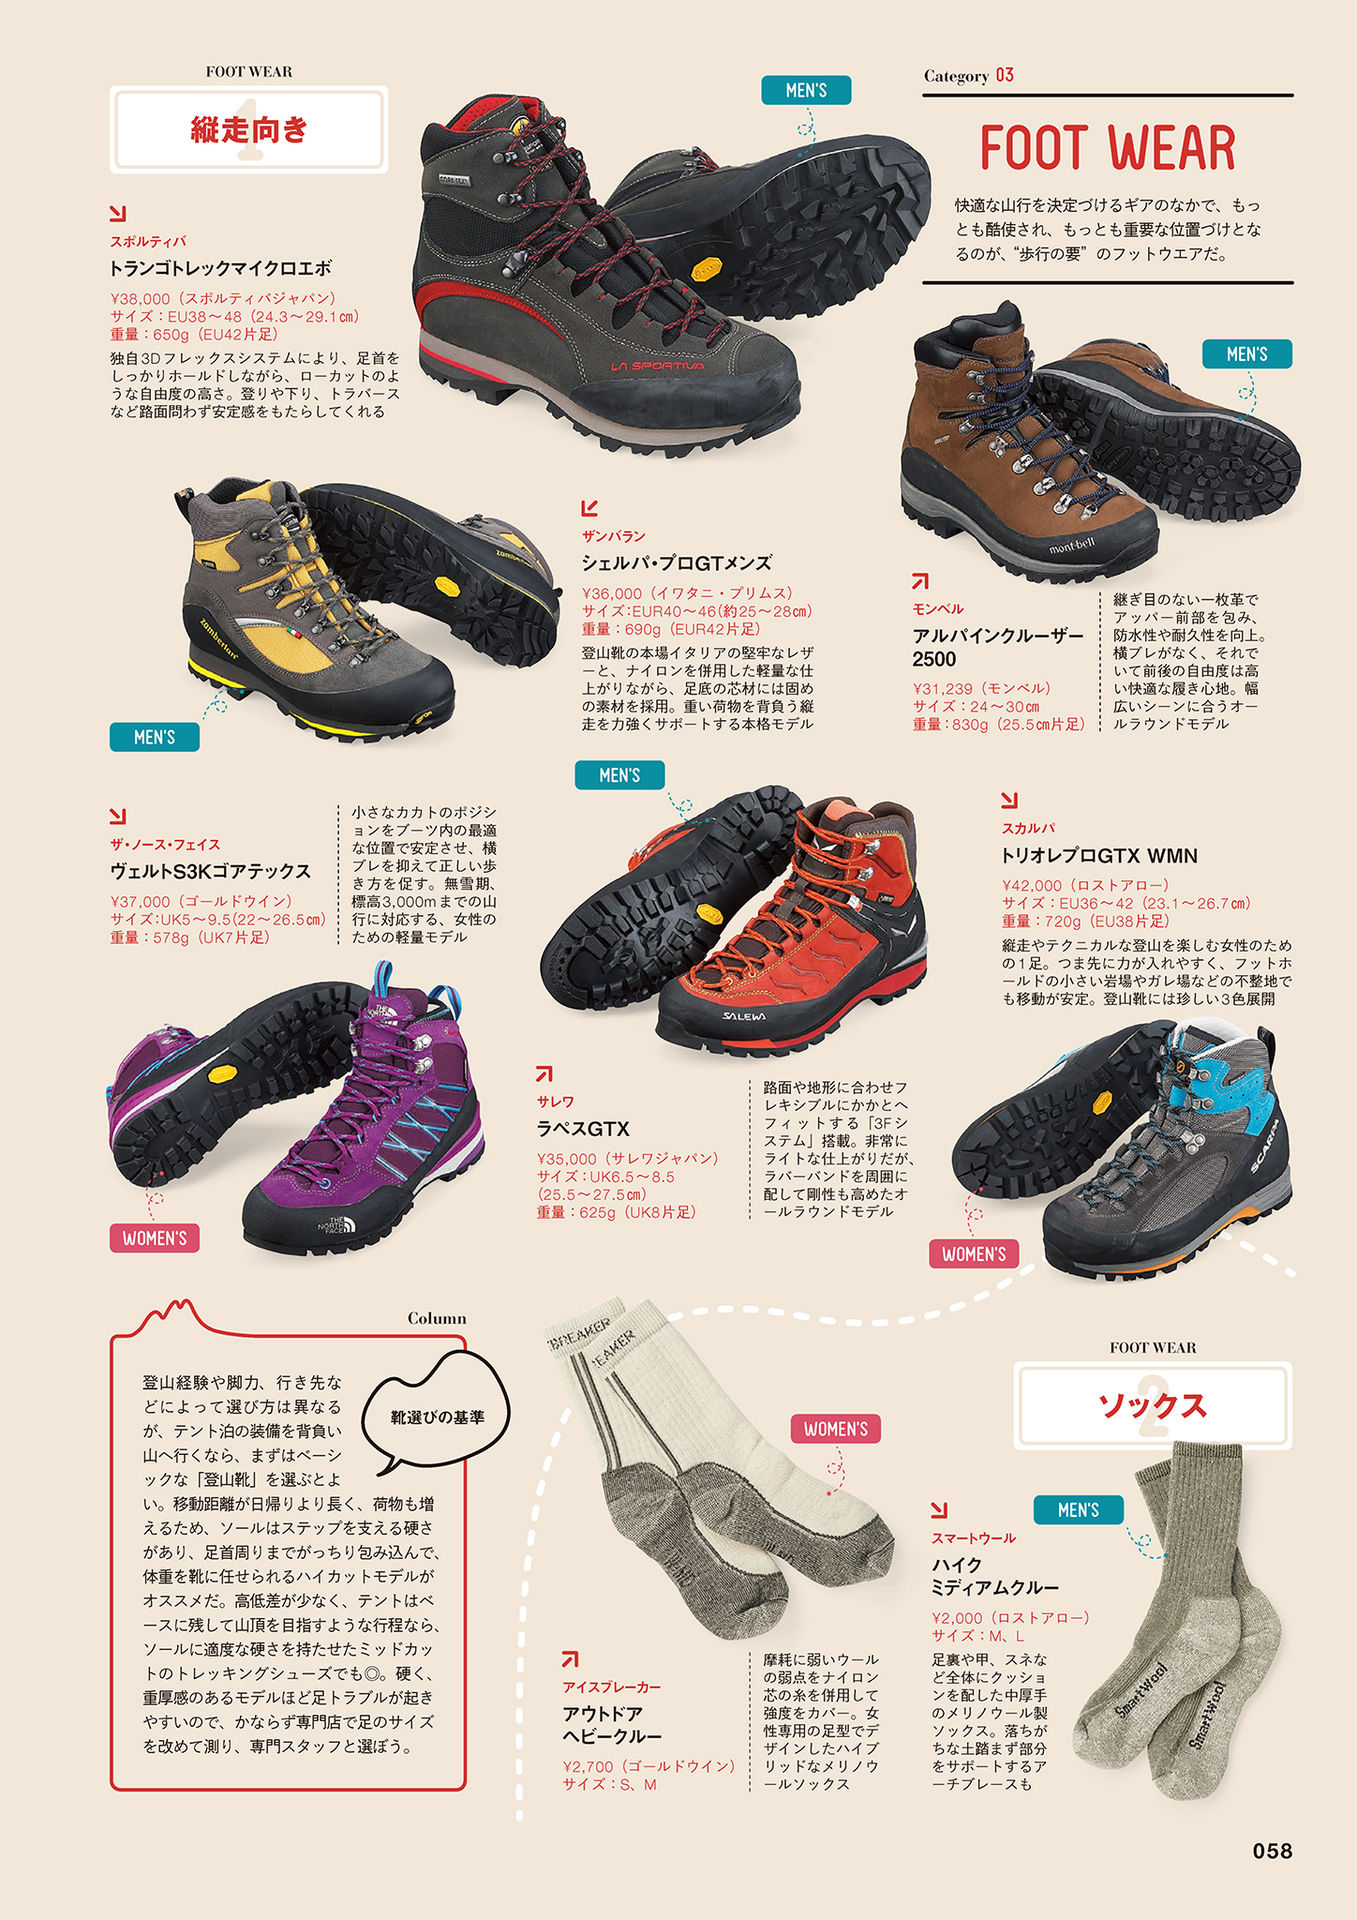 FOOT WEAR
1
縦走向き
Category 03
FOOT WEAR
快適な山行を決定づけるギアのなかで、もっ
とも酷使され、もっとも重要な位置づけとな
るのが、“歩行の要”のフットウエアだ。
MEN'S
スポルティバ
トランゴトレックマイクロエボ
¥38,000（スポルティバジャパン）
サイズ：EU38〜48（24.3〜29.1㎝）
重量：650g（EU42片足）
独自3Dフレックスシステムにより、足首を
しっかりホールドしながら、ローカットのよ
うな自由度の高さ。登りや下り、トラバース
など路面問わず安定感をもたらしてくれる
GORE-TEX
LA SPORTIVA
MEN'S
mont-bell
mont-bell
モンベル
アルパインクルーザー
2500
¥31,239（モンベル）
サイズ：24〜30㎝
重量：830g（25.5㎝片足）
継ぎ目のない一枚革で
アッパー前部を包み、
防水性や耐久性を向上。
横ブレがなく、それで
いて前後の自由度は高
い快適な履き心地。幅
広いシーンに合うオー
ルラウンドモデル
zamberlan
zamberlan
MEN'S
ザンバラン
シェルパ・プロGTメンズ
¥36,000（イワタニ・プリムス）
サイズ：EUR40〜46（約25〜28㎝）
重量：690g（EUR42片足）
登山靴の本場イタリアの堅牢なレザ
ーと、ナイロンを併用した軽量な仕
上がりながら、足底の芯材には固め
の素材を採用。重い荷物を背負う縦
走を力強くサポートする本格モデル
ザ・ノース・フェイス
ヴェルトS3Kゴアテックス
¥37,000（ゴールドウイン）
サイズ：UK5〜9.5（22〜26.5㎝）
重量：578g（UK7片足）
小さなカカトのポジシ
ョンをブーツ内の最適
な位置で安定させ、横
ブレを抑えて正しい歩
き方を促す。無雪期、
標高3,000mまでの山
行に対応する、女性の
ための軽量モデル
THE NORTH FACE
THE
NORTH
FACE
WOMEN'S
MEN'S
SALEWA
サレワ
ラペスGTX
¥35,000（サレワジャパン）
サイズ：UK6.5〜8.5
（25.5〜27.5㎝）
重量：625g（UK8片足）
路面や地形に合わせフ
レキシブルにかかとへ
フィットする「3Fシ
ステム」搭載。非常に
ライトな仕上がりだが、
ラバーバンドを周囲に
配して剛性も高めたオ
ールラウンドモデル
スカルパ
トリオレプロGTX WMN
¥42,000（ロストアロー）
サイズ：EU36〜42（23.1〜26.7㎝）
重量：720g（EU38片足）
縦走やテクニカルな登山を楽しむ女性のため
の1足。つま先に力が入れやすく、フットホ
ールドの小さい岩場やガレ場などの不整地で
も移動が安定。登山靴には珍しい3色展開
SCARPA
WOMEN'S
Column
靴選びの基準
登山経験や脚力、行き先な
どによって選び方は異なる
が、テント泊の装備を背負い
山へ行くなら、まずはベーシ
ックな「登山靴」を選ぶとよ
い。移動距離が日帰りより長く、荷物も増
えるため、ソールはステップを支える硬さ
があり、足首周りまでがっちり包み込んで、
体重を靴に任せられるハイカットモデルが
オススメだ。高低差が少なく、テントはベ
ースに残して山頂を目指すような行程なら、
ソールに適度な硬さを持たせたミッドカッ
トのトレッキングシューズでも◎。硬く、
重厚感のあるモデルほど足トラブルが起き
やすいので、かならず専門店で足のサイズ
を改めて測り、専門スタッフと選ぼう。
FOOT WEAR
2
ソックス
WOMEN'S
アイスブレーカー
アウトドア
ヘビークルー
¥2,700（ゴールドウイン）
サイズ：S、M
摩耗に弱いウール
の弱点をナイロン
芯の糸を併用して
強度をカバー。女
性専用の足型でデ
ザインしたハイブ
リッドなメリノウ
ールソックス
MEN'S
スマートウール
ハイク
ミディアムクルー
¥2,000（ロストアロー）
サイズ：M、L
足裏や甲、スネな
ど全体にクッショ
ンを配した中厚手
のメリノウール製
ソックス。落ちが
ちな土踏まず部分
をサポートするア
ーチブレースも
SmartWool
SmartWool
058